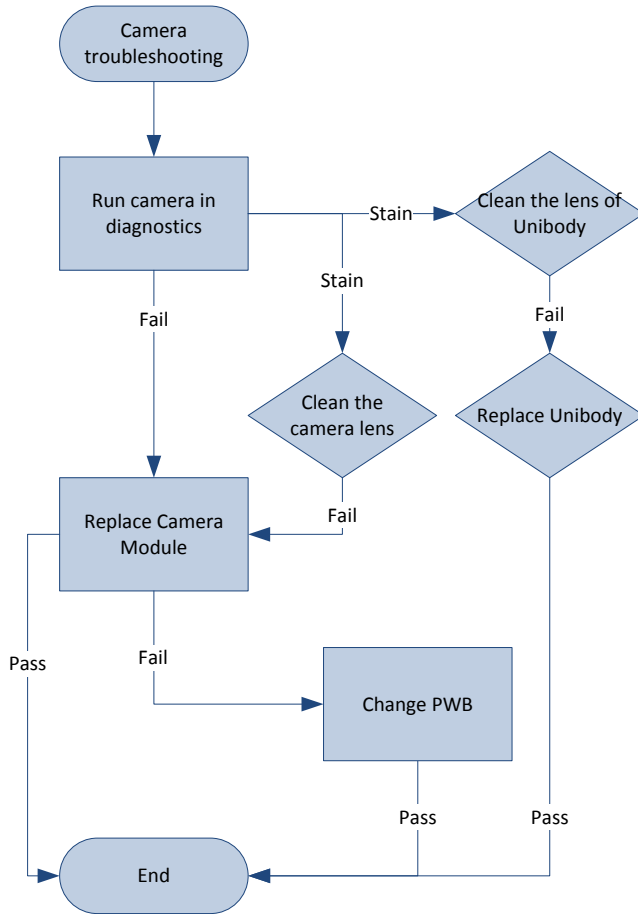 Camera
troubleshooting
Run camera in
diagnostics
Stain
Clean the lens of
Unibody
Stain
Fail
Fail
Clean the
camera lens
Replace Unibody
Fail
Replace Camera
Module
Pass
Fail
Change PWB
Pass
Pass
End